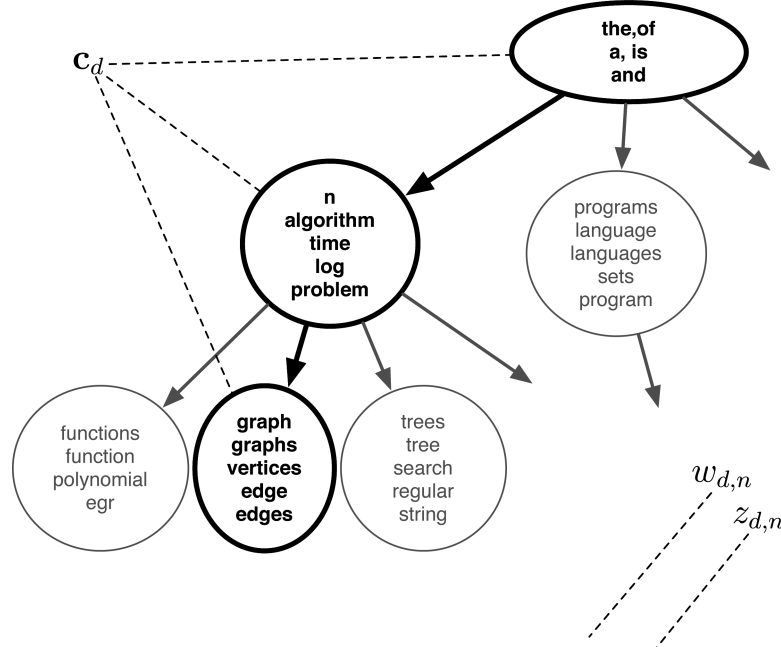 the,of
a, is
and
c_d
n
algorithm
time
log
problem
programs
language
languages
sets
program
functions
function
polynomial
egr
graph
graphs
vertices
edge
edges
trees
tree
search
regular
string
w_{d,n}
z_{d,n}